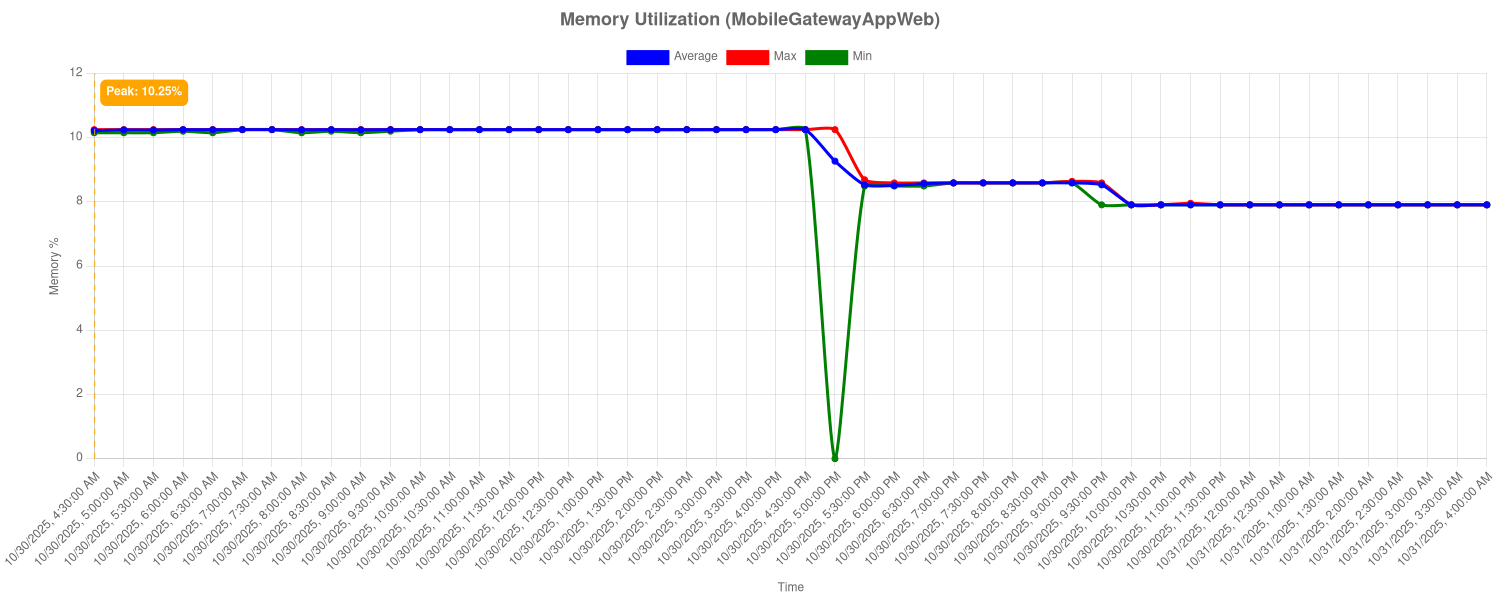 Memory Utilization (MobileGatewayAppWeb)
Average
Max
Min
Peak: 10.25%
12
10
8
6
4
2
0
Memory %
10/30/2025, 4:30:00 AM
10/30/2025, 5:00:00 AM
10/30/2025, 5:30:00 AM
10/30/2025, 6:00:00 AM
10/30/2025, 6:30:00 AM
10/30/2025, 7:00:00 AM
10/30/2025, 7:30:00 AM
10/30/2025, 8:00:00 AM
10/30/2025, 8:30:00 AM
10/30/2025, 9:00:00 AM
10/30/2025, 9:30:00 AM
10/30/2025, 10:00:00 AM
10/30/2025, 10:30:00 AM
10/30/2025, 11:00:00 AM
10/30/2025, 11:30:00 AM
10/30/2025, 12:00:00 PM
10/30/2025, 12:30:00 PM
10/30/2025, 1:00:00 PM
10/30/2025, 1:30:00 PM
10/30/2025, 2:00:00 PM
10/30/2025, 2:30:00 PM
10/30/2025, 3:00:00 PM
10/30/2025, 3:30:00 PM
10/30/2025, 4:00:00 PM
10/30/2025, 4:30:00 PM
10/30/2025, 5:00:00 PM
10/30/2025, 5:30:00 PM
10/30/2025, 6:00:00 PM
10/30/2025, 6:30:00 PM
10/30/2025, 7:00:00 PM
10/30/2025, 7:30:00 PM
10/30/2025, 8:00:00 PM
10/30/2025, 8:30:00 PM
10/30/2025, 9:00:00 PM
10/30/2025, 9:30:00 PM
10/30/2025, 10:00:00 PM
10/30/2025, 10:30:00 PM
10/30/2025, 11:00:00 PM
10/30/2025, 11:30:00 PM
10/31/2025, 12:00:00 AM
10/31/2025, 12:30:00 AM
10/31/2025, 1:00:00 AM
10/31/2025, 1:30:00 AM
10/31/2025, 2:00:00 AM
10/31/2025, 2:30:00 AM
10/31/2025, 3:00:00 AM
10/31/2025, 3:30:00 AM
10/31/2025, 4:00:00 AM
Time